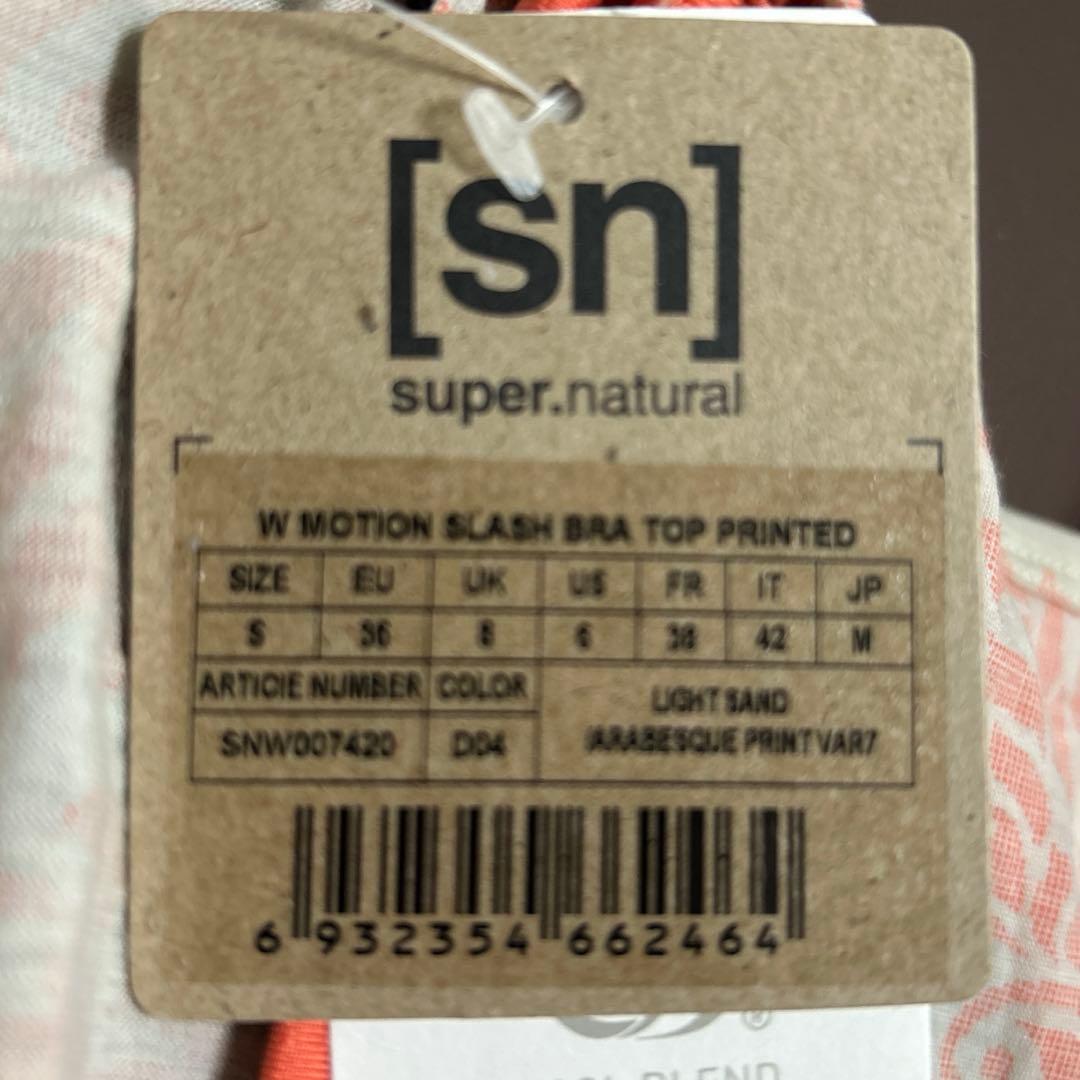 [sn]
super.natural
W MOTION SLASH BRA TOP PRINTED
SIZE EU UK US FR IT JP
S 36 8 6 38 42 M
ARTICIE NUMBER COLOR
LIGHT SAND
SNW007420 D04
/ARABESQUE PRINT VAR7
6 932354 662464
®
BLEND